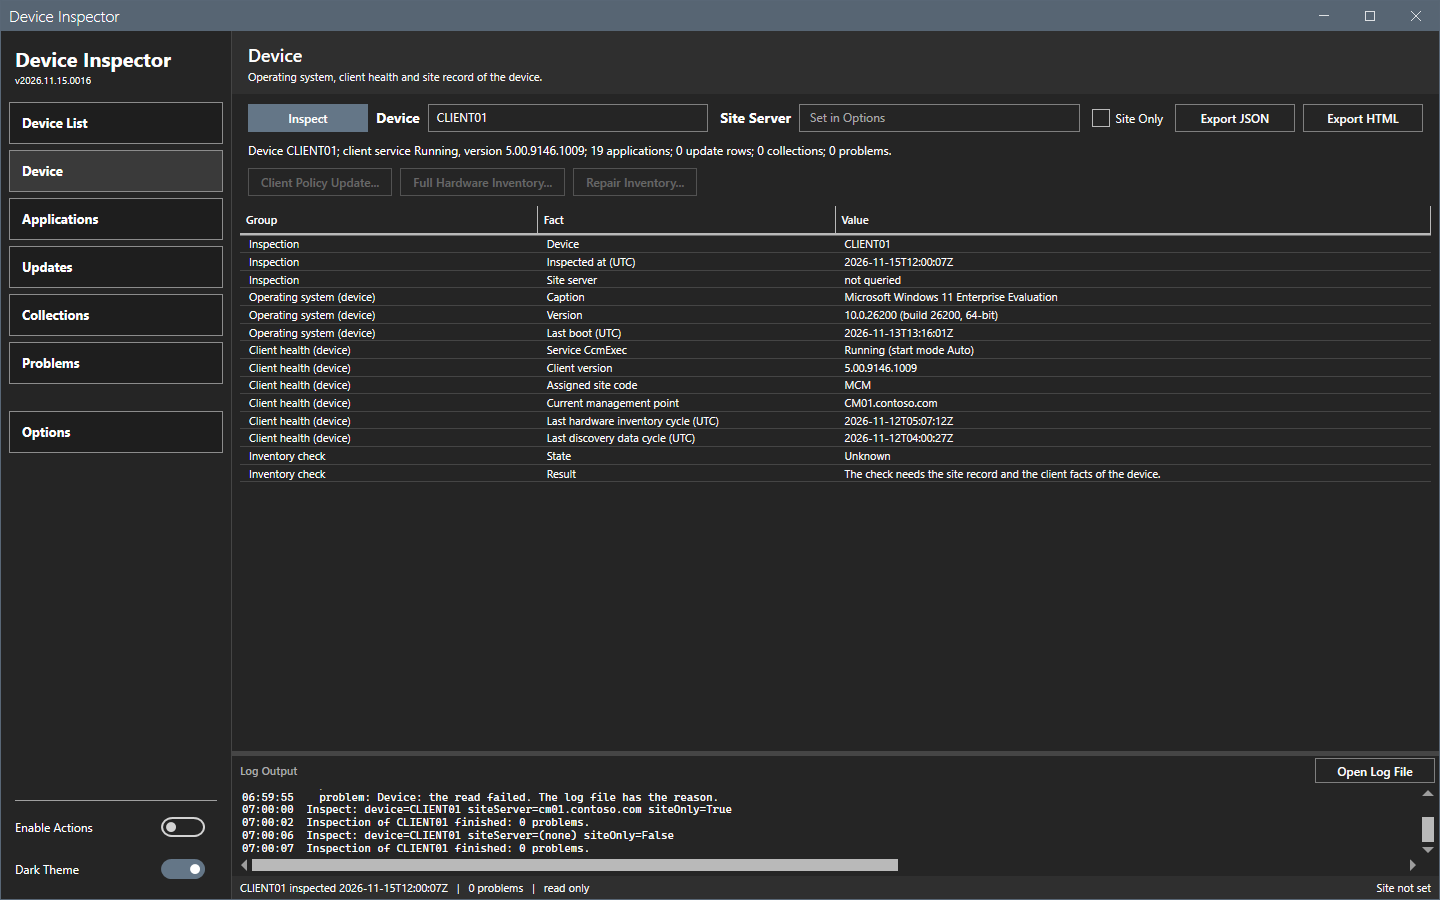 Device Inspector
Device Inspector
v2026.11.15.0016
Device List
Device
Applications
Updates
Collections
Problems
Options
Enable Actions
Dark Theme
Device
Operating system, client health and site record of the device.
Inspect Device CLIENT01 Site Server Set in Options Site Only Export JSON Export HTML
Device CLIENT01; client service Running, version 5.00.9146.1009; 19 applications; 0 update rows; 0 collections; 0 problems.
Client Policy Update... Full Hardware Inventory... Repair Inventory...
Group Fact Value
Inspection Device CLIENT01
Inspection Inspected at (UTC) 2026-11-15T12:00:07Z
Inspection Site server not queried
Operating system (device) Caption Microsoft Windows 11 Enterprise Evaluation
Operating system (device) Version 10.0.26200 (build 26200, 64-bit)
Operating system (device) Last boot (UTC) 2026-11-13T13:16:01Z
Client health (device) Service CcmExec Running (start mode Auto)
Client health (device) Client version 5.00.9146.1009
Client health (device) Assigned site code MCM
Client health (device) Current management point CM01.contoso.com
Client health (device) Last hardware inventory cycle (UTC) 2026-11-12T05:07:12Z
Client health (device) Last discovery data cycle (UTC) 2026-11-12T04:00:27Z
Inventory check State Unknown
Inventory check Result The check needs the site record and the client facts of the device.
Log Output Open Log File
06:59:55 problem: Device: the read failed. The log file has the reason.
07:00:00 Inspect: device=CLIENT01 siteServer=cm01.contoso.com siteOnly=True
07:00:02 Inspection of CLIENT01 finished: 0 problems.
07:00:06 Inspect: device=CLIENT01 siteServer=(none) siteOnly=False
07:00:07 Inspection of CLIENT01 finished: 0 problems.
CLIENT01 inspected 2026-11-15T12:00:07Z | 0 problems | read only Site not set